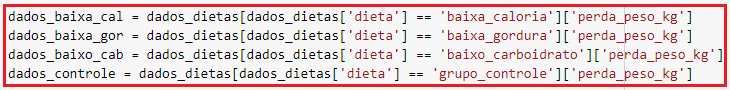 dados_baixa_cal = dados_dietas[dados_dietas['dieta'] == 'baixa_caloria']['perda_peso_kg']
dados_baixa_gor = dados_dietas[dados_dietas['dieta'] == 'baixa_gordura']['perda_peso_kg']
dados_baixo_cab = dados_dietas[dados_dietas['dieta'] == 'baixo_carboidrato']['perda_peso_kg']
dados_controle = dados_dietas[dados_dietas['dieta'] == 'grupo_controle']['perda_peso_kg']